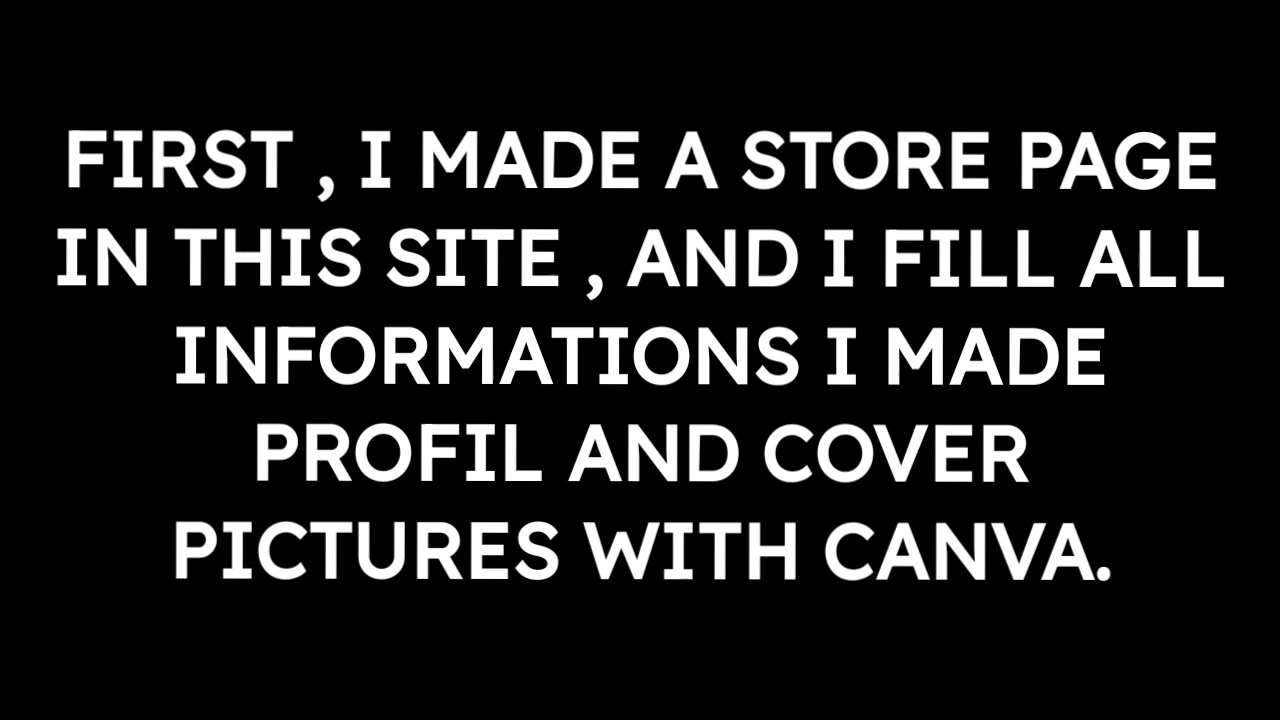 FIRST , I MADE A STORE PAGE
IN THIS SITE , AND I FILL ALL
INFORMATIONS I MADE
PROFIL AND COVER
PICTURES WITH CANVA.